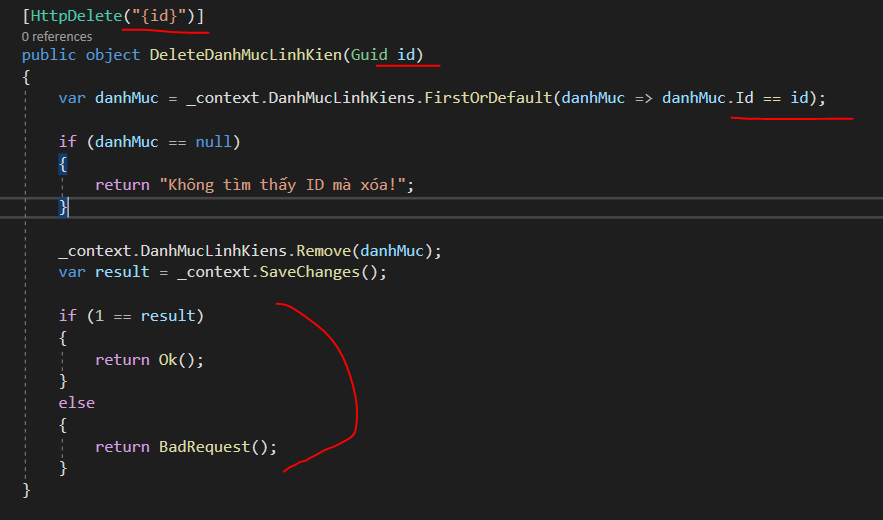 [HttpDelete("{id}")]
0 references
public object DeleteDanhMucLinhKien(Guid id)
{
var danhMuc = _context.DanhMucLinhKiens.FirstOrDefault(danhMuc => danhMuc.Id == id);
if (danhMuc == null)
{
return "Không tìm thấy ID mà xóa!";
}
_context.DanhMucLinhKiens.Remove(danhMuc);
var result = _context.SaveChanges();
if (1 == result)
{
return Ok();
}
else
{
return BadRequest();
}
}